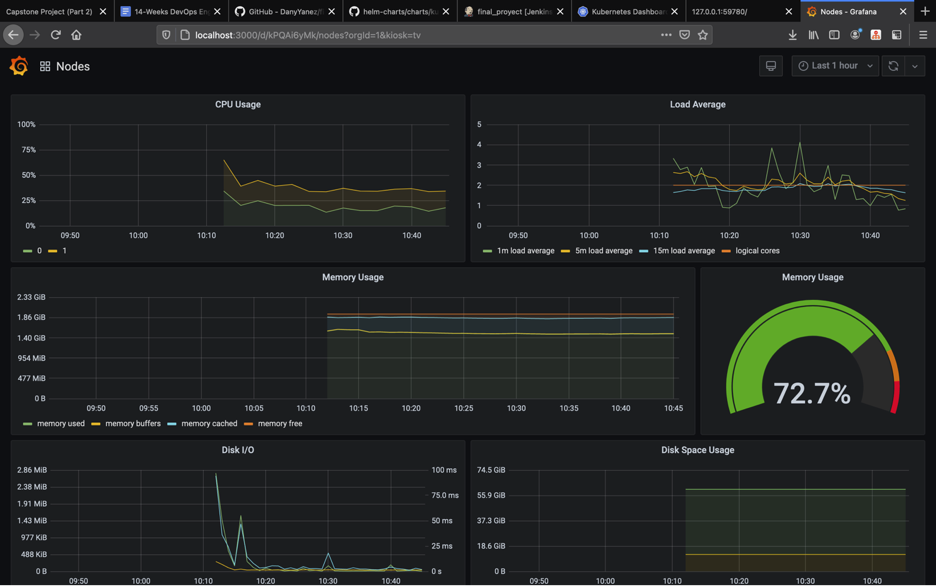 Capstone Project (Part 2)
14-Weeks DevOps En
GitHub - DanyYanez/
helm-charts/charts/k
final_proyect [Jenkins
Kubernetes Dashboar
127.0.0.1:59780/
Nodes - Grafana
localhost:3000/d/kPQAi6yMk/nodes?orgId=1&kiosk=tv
Nodes
Last 1 hour
CPU Usage
100%
75%
50%
25%
0%
09:50 10:00 10:10 10:20 10:30 10:40
0 1
Load Average
5
4
3
2
1
0
09:50 10:00 10:10 10:20 10:30 10:40
1m load average 5m load average 15m load average logical cores
Memory Usage
2.33 GiB
1.86 GiB
1.40 GiB
954 MiB
477 MiB
0 B
09:50 09:55 10:00 10:05 10:10 10:15 10:20 10:25 10:30 10:35 10:40 10:45
memory used memory buffers memory cached memory free
Memory Usage
72.7%
Disk I/O
2.86 MiB
2.38 MiB
1.91 MiB
1.43 MiB
977 KiB
488 KiB
0 B
100 ms
75.0 ms
50 ms
25 ms
0 s
09:50 10:00 10:10 10:20 10:30 10:40
Disk Space Usage
74.5 GiB
55.9 GiB
37.3 GiB
18.6 GiB
0 B
09:50 10:00 10:10 10:20 10:30 10:40